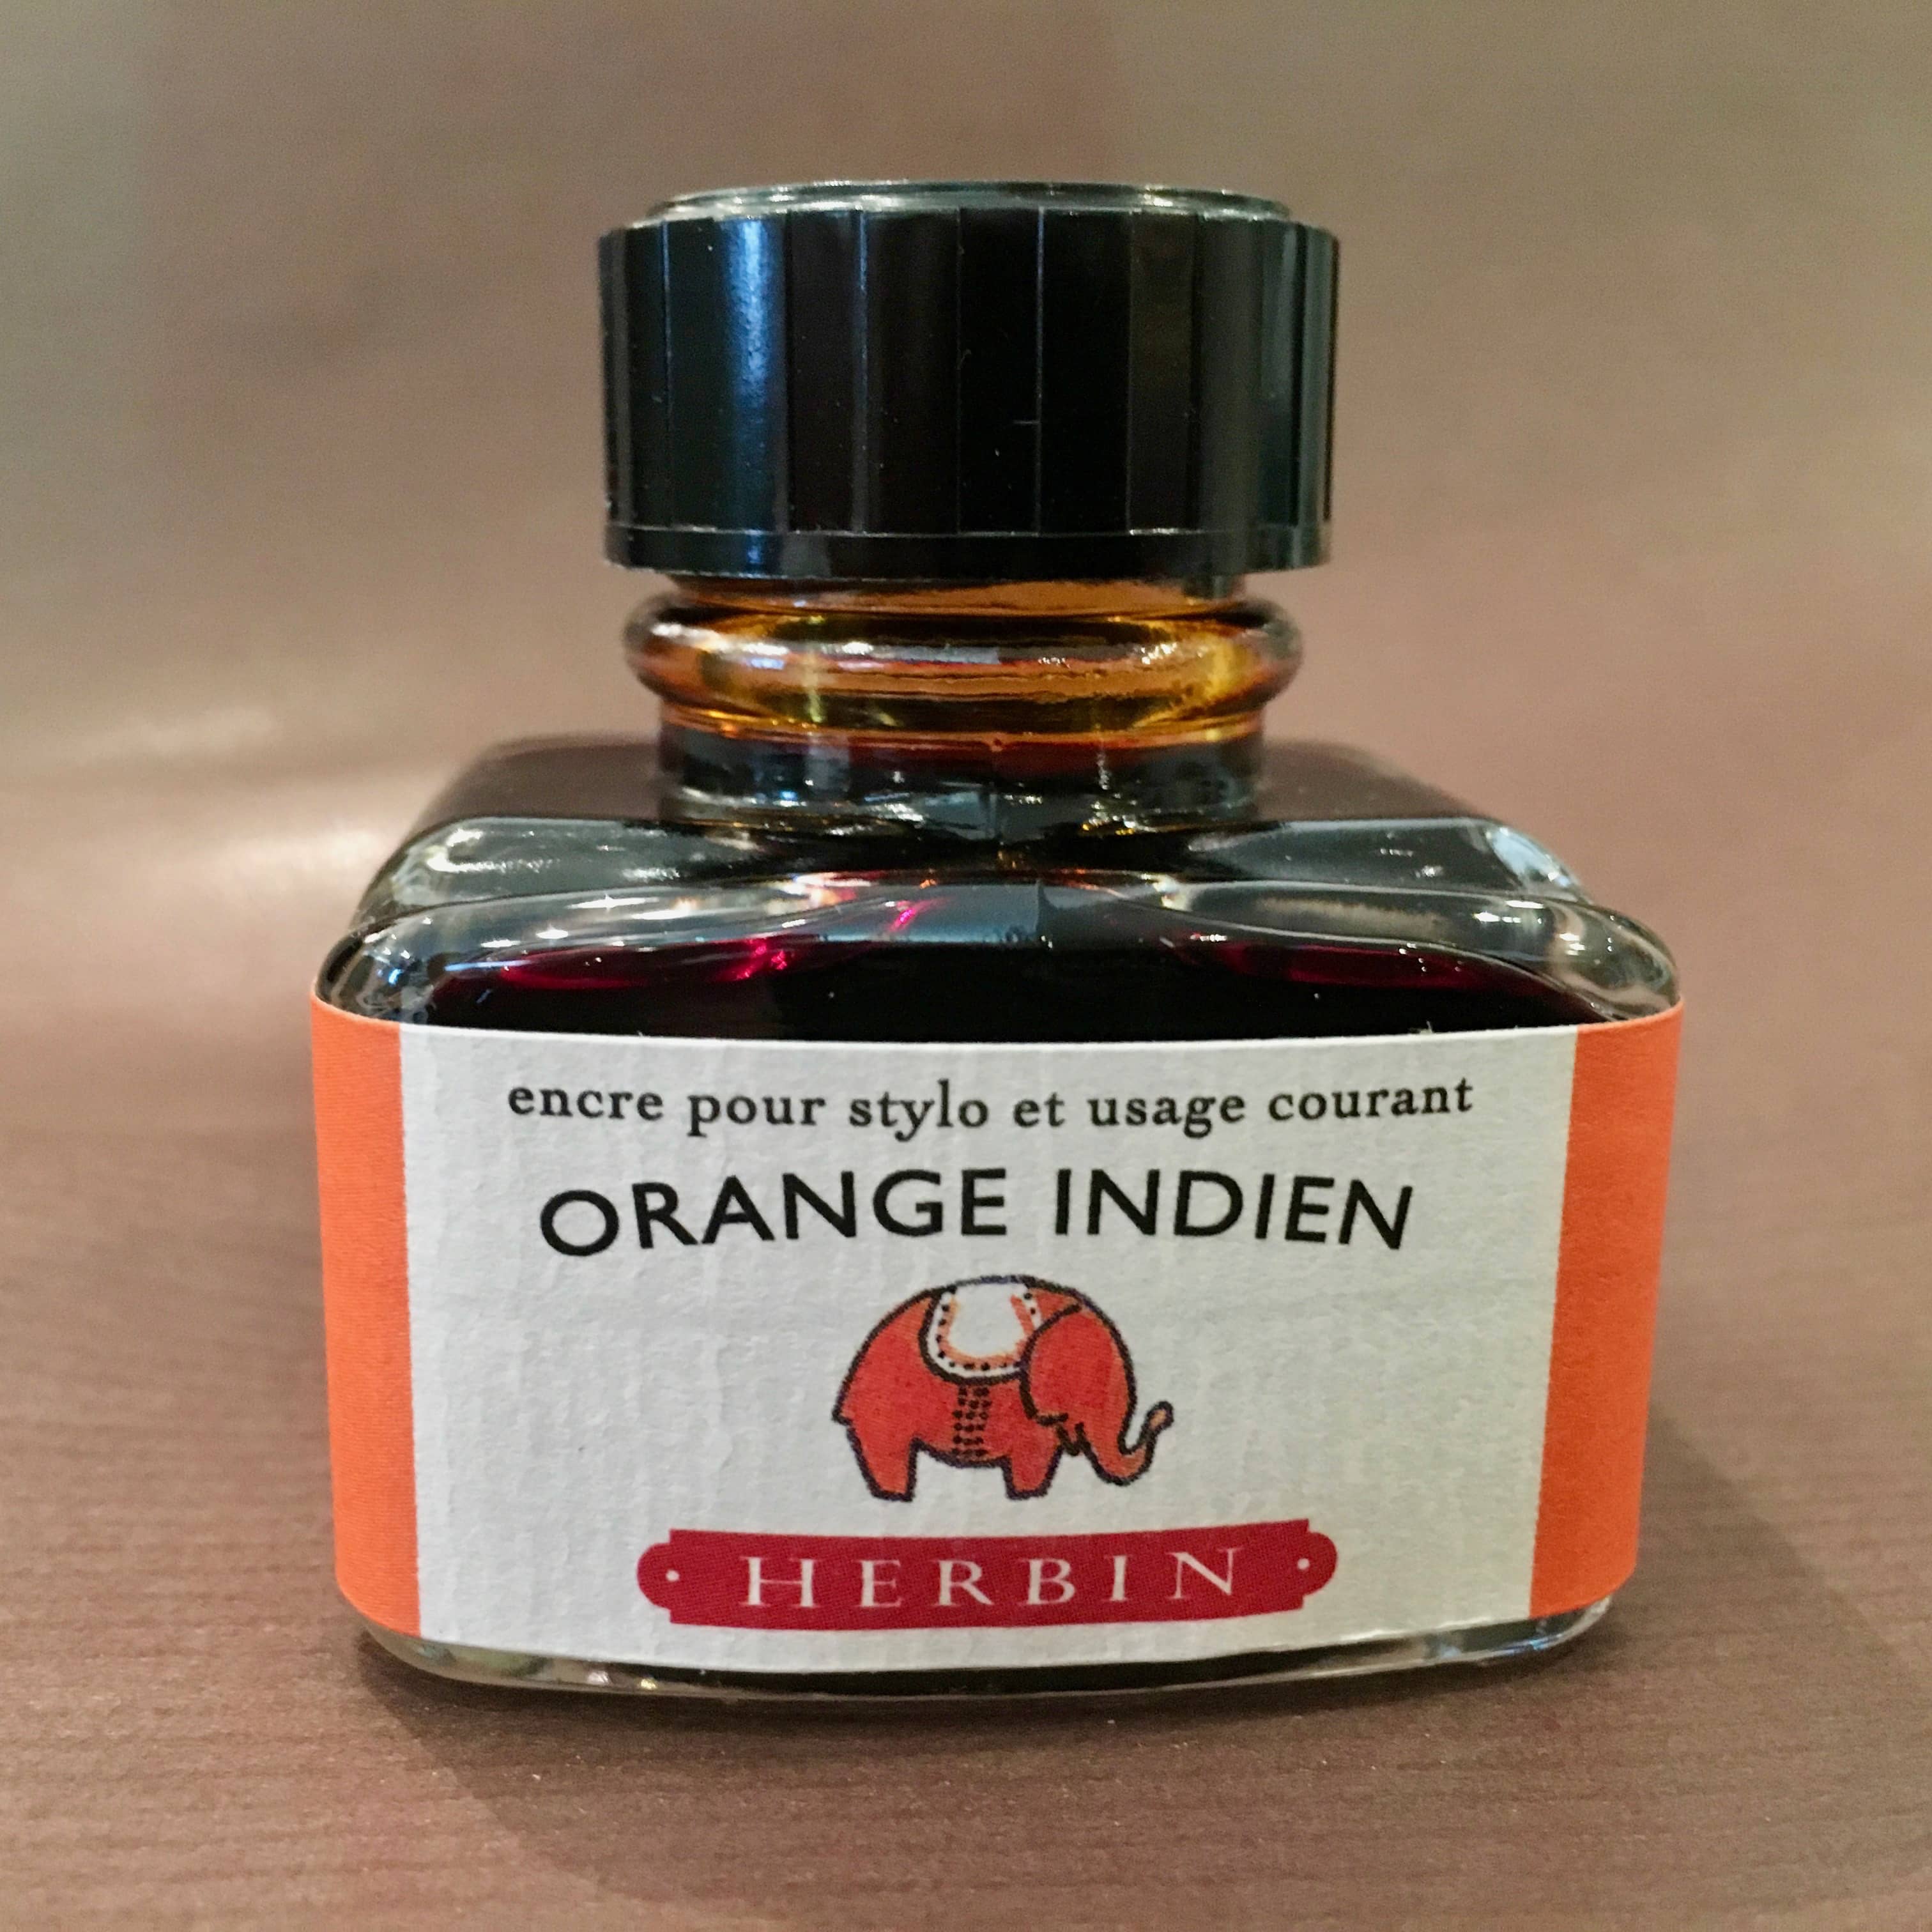 encre pour stylo et usage courant
ORANGE INDIEN
HERBIN